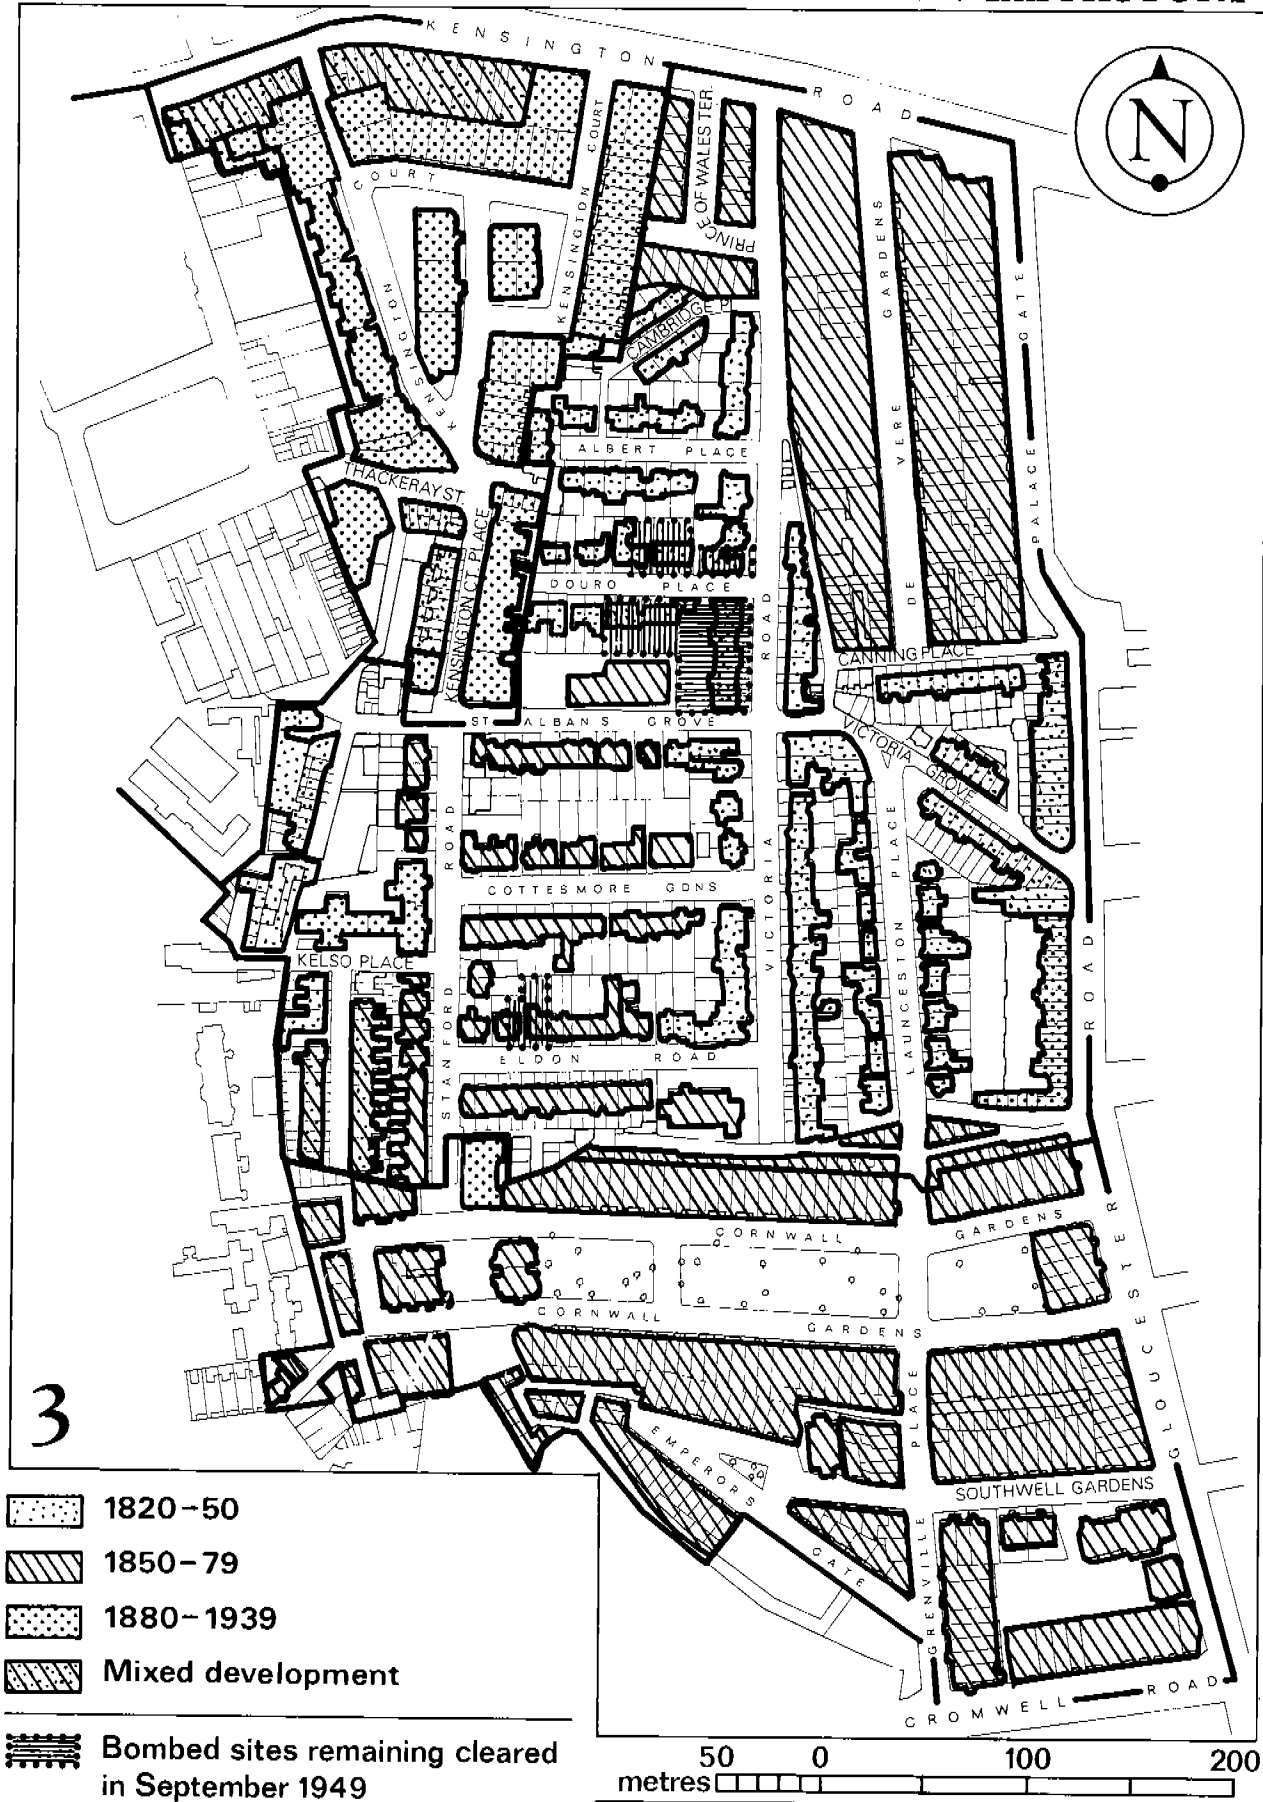 KENSINGTON ROAD
N
KENSINGTON COURT
PRINCE OF WALES TER.
COURT
KENSINGTON
KENSINGTON
CAMBRIDGE P
DE VERE GARDENS
PALACE GATE
ALBERT PLACE
THACKERAY ST.
KENSINGTON CT. PLACE
DOURO PLACE
VICTORIA ROAD
CANNING PLACE
ST ALBANS GROVE
VICTORIA GROVE
STANFORD ROAD
COTTESMORE GDNS
LAUNCESTON PLACE
KELSO PLACE
ELDON ROAD
GLOUCESTER ROAD
CORNWALL GARDENS
CORNWALL GARDENS
EMPERORS GATE
GRENVILLE PLACE
SOUTHWELL GARDENS
CROMWELL ROAD
3
1820-50
1850-79
1880-1939
Mixed development
Bombed sites remaining cleared
in September 1949
50 0 100 200
metres